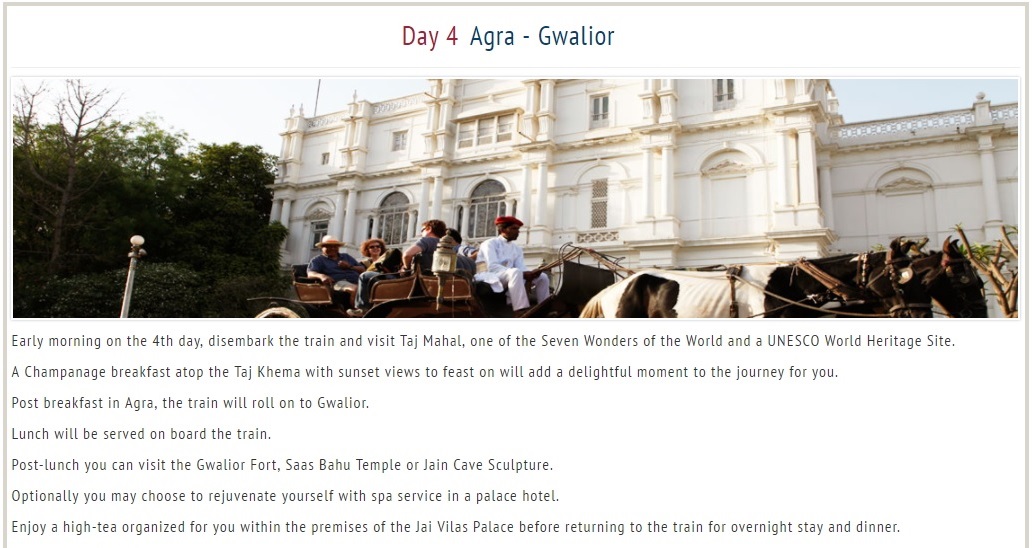 Day 4 Agra - Gwalior
Early morning on the 4th day, disembark the train and visit Taj Mahal, one of the Seven Wonders of the World and a UNESCO World Heritage Site.
A Champanage breakfast atop the Taj Khema with sunset views to feast on will add a delightful moment to the journey for you.
Post breakfast in Agra, the train will roll on to Gwalior.
Lunch will be served on board the train.
Post-lunch you can visit the Gwalior Fort, Saas Bahu Temple or Jain Cave Sculpture.
Optionally you may choose to rejuvenate yourself with spa service in a palace hotel.
Enjoy a high-tea organized for you within the premises of the Jai Vilas Palace before returning to the train for overnight stay and dinner.